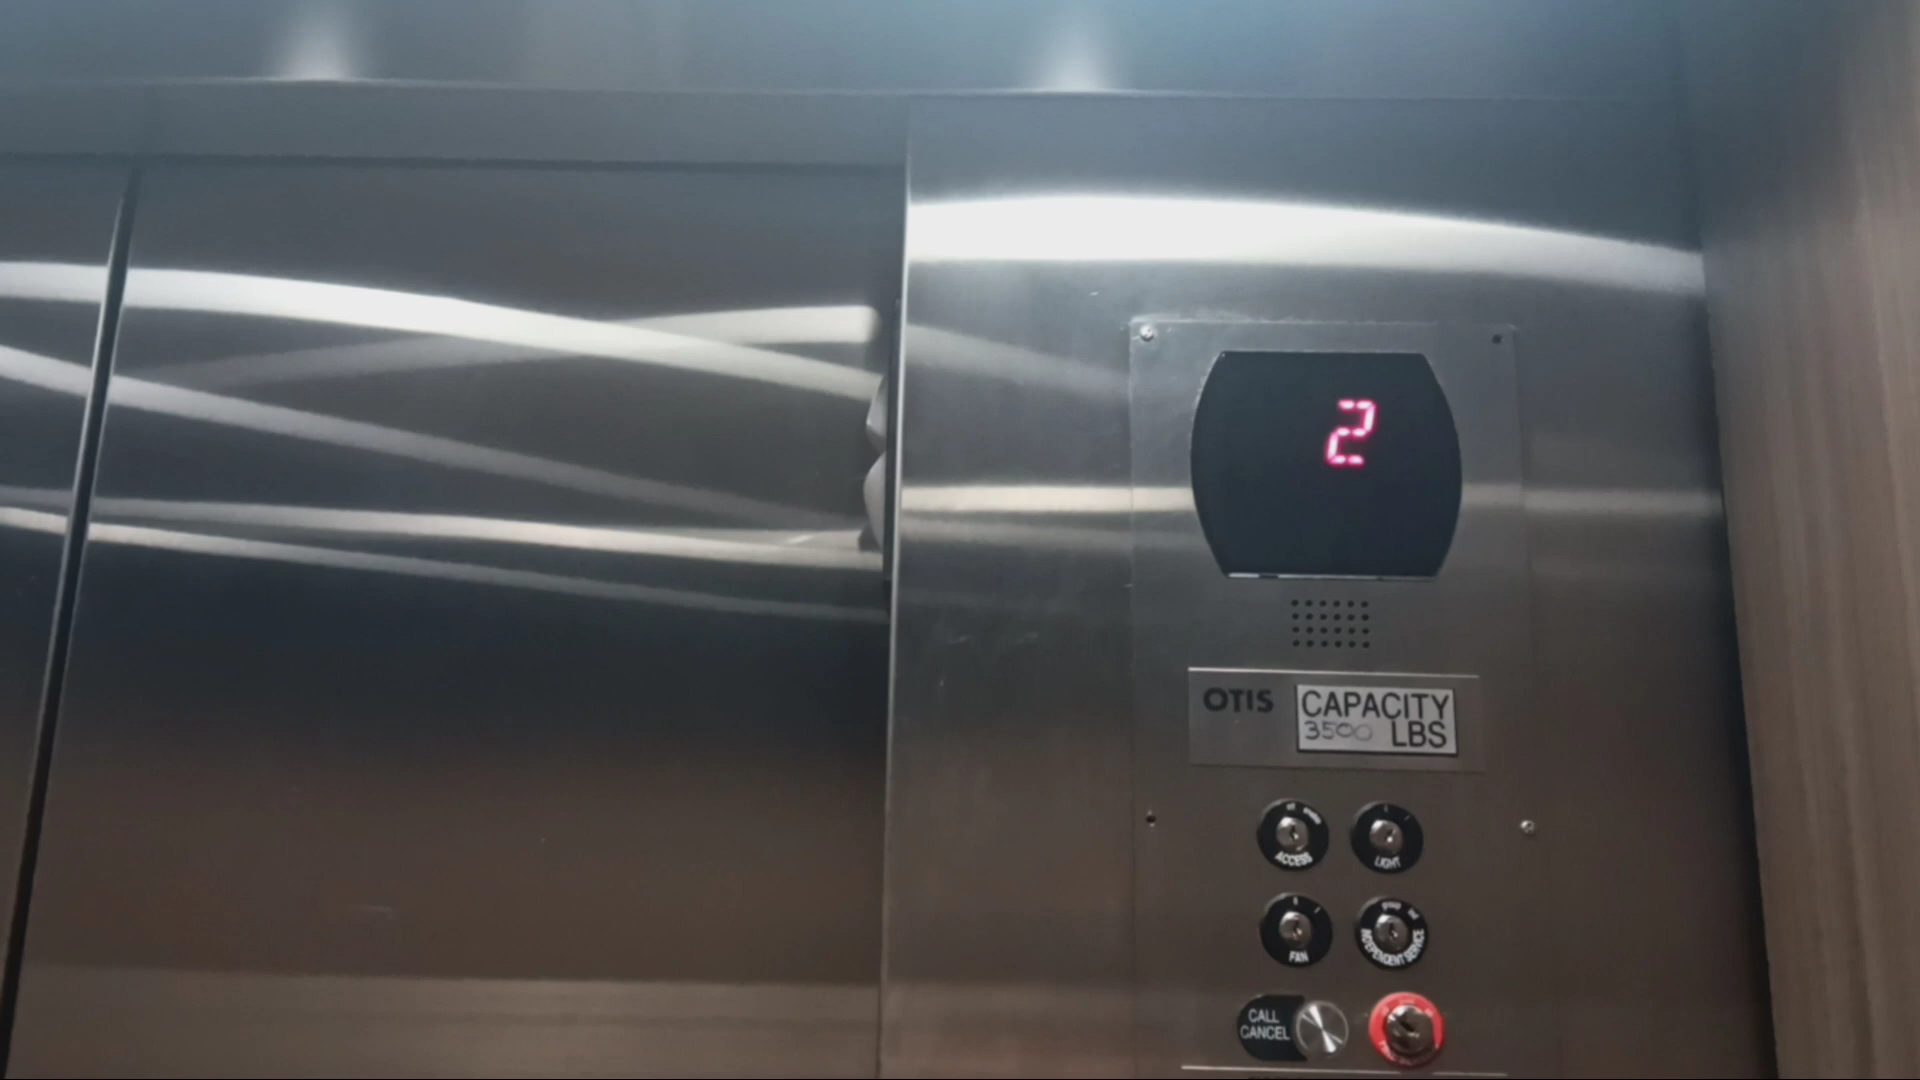 2
OTIS
CAPACITY
3500 LBS
ACCESS
LIGHT
FAN
INDEPENDENT SERVICE
CALL
CANCEL